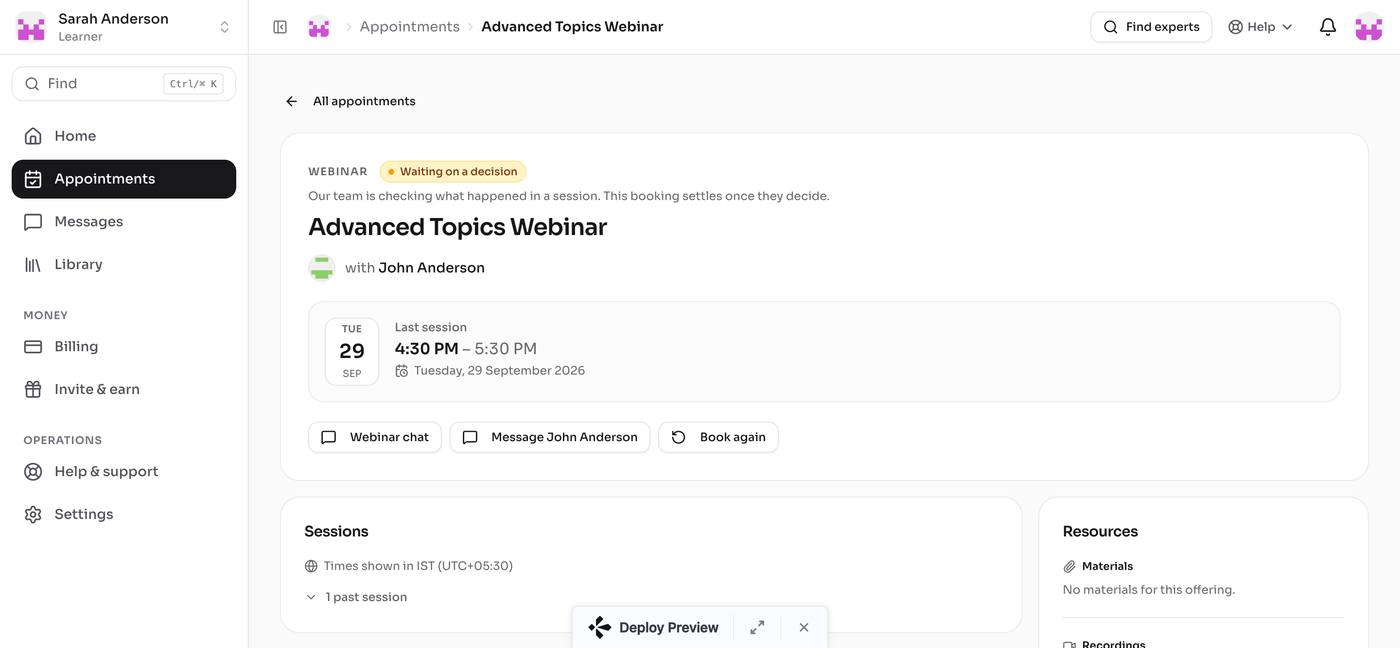 Sarah Anderson
Learner
Find
Ctrl/⌘ K
Home
Appointments
Messages
Library
MONEY
Billing
Invite & earn
OPERATIONS
Help & support
Settings
Appointments
Advanced Topics Webinar
Find experts
Help
All appointments
WEBINAR
Waiting on a decision
Our team is checking what happened in a session. This booking settles once they decide.
Advanced Topics Webinar
with John Anderson
TUE
29
SEP
Last session
4:30 PM – 5:30 PM
Tuesday, 29 September 2026
Webinar chat
Message John Anderson
Book again
Sessions
Times shown in IST (UTC+05:30)
1 past session
Resources
Materials
No materials for this offering.
Recordings
Deploy Preview